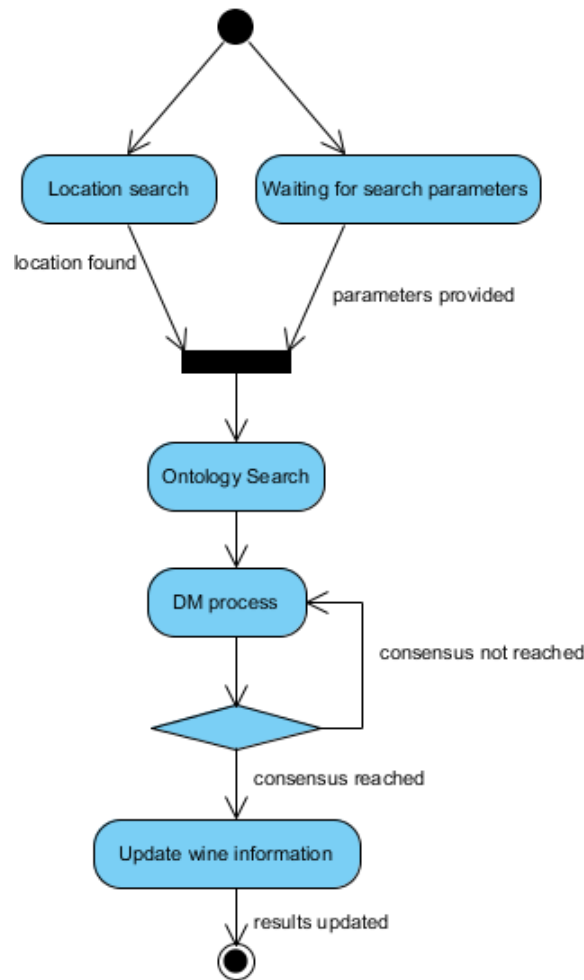 Location search
Waiting for search parameters
location found
parameters provided
Ontology Search
DM process
consensus not reached
consensus reached
Update wine information
results updated